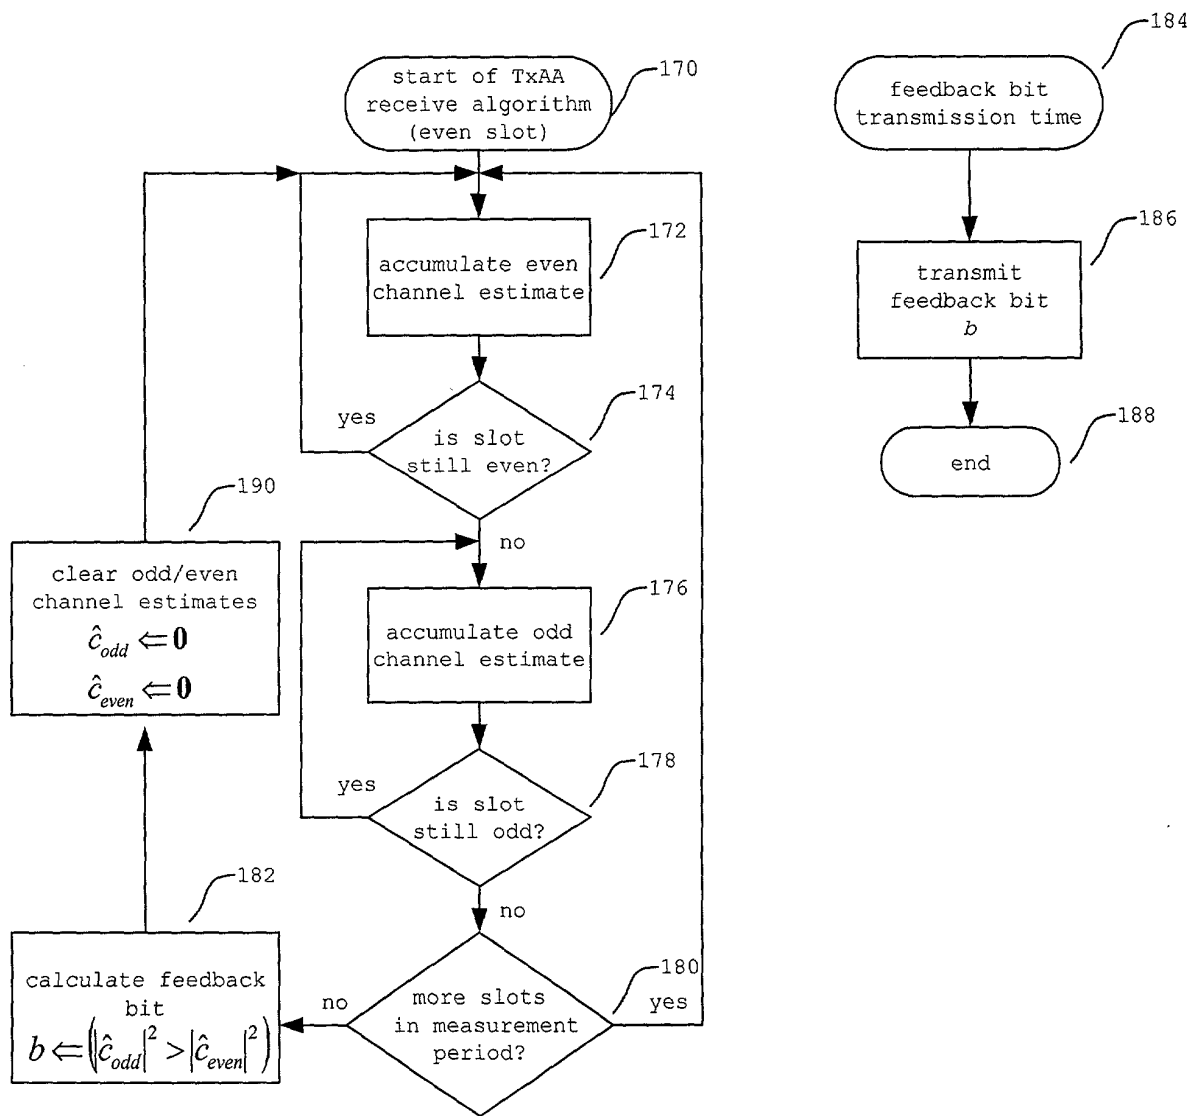 start of TxAA
receive algorithm
(even slot)
170
accumulate even
channel estimate
172
yes
is slot
still even?
174
no
accumulate odd
channel estimate
176
yes
is slot
still odd?
178
no
more slots
in measurement
period?
180
yes
no
calculate feedback
bit
b ⇐ (|ĉ_odd|² > |ĉ_even|²)
182
clear odd/even
channel estimates
ĉ_odd ⇐ 0
ĉ_even ⇐ 0
190
feedback bit
transmission time
184
transmit
feedback bit
b
186
end
188